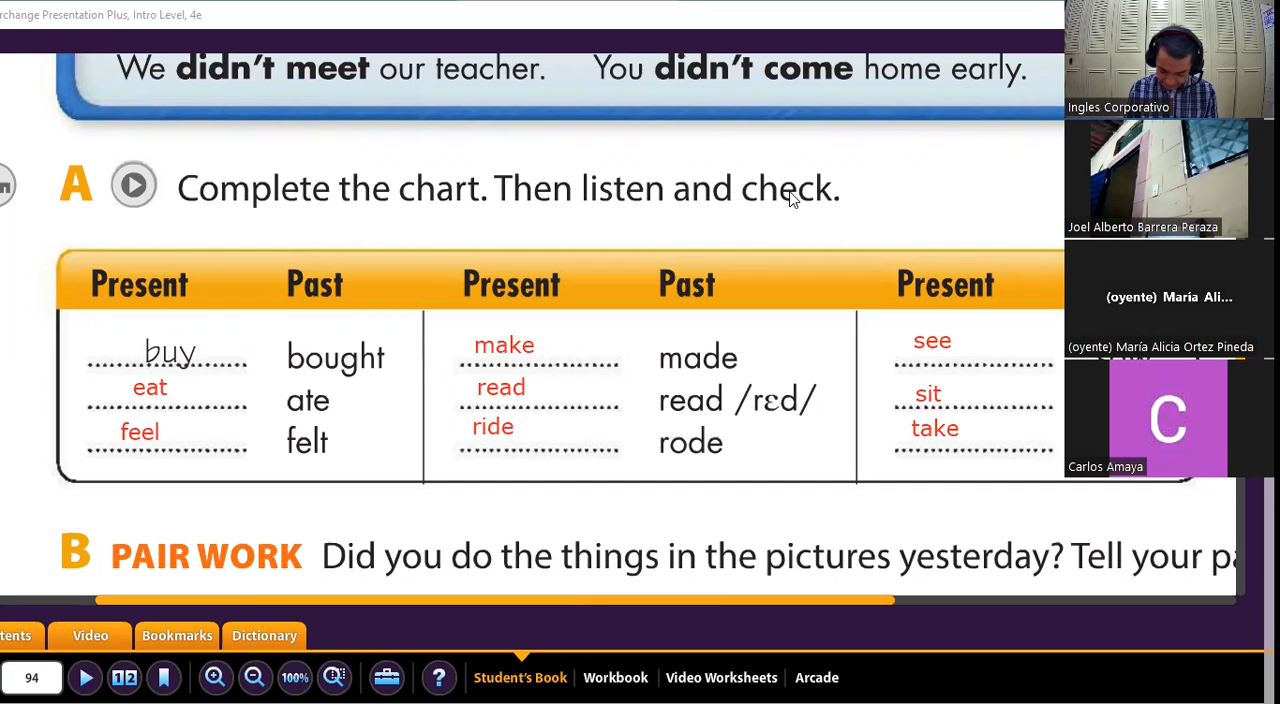 rchange Presentation Plus, Intro Level, 4e
We didn't meet our teacher. You didn't come home early.
A Complete the chart. Then listen and check.
Present Past Present Past Present
buy bought make made see
eat ate read read /rɛd/ sit
feel felt ride rode take
B PAIR WORK Did you do the things in the pictures yesterday? Tell your pa
tents Video Bookmarks Dictionary
94 12 100% ? Student's Book Workbook Video Worksheets Arcade
Ingles Corporativo
Joel Alberto Barrera Peraza
(oyente) María Ali...
(oyente) María Alicia Ortez Pineda
C
Carlos Amaya